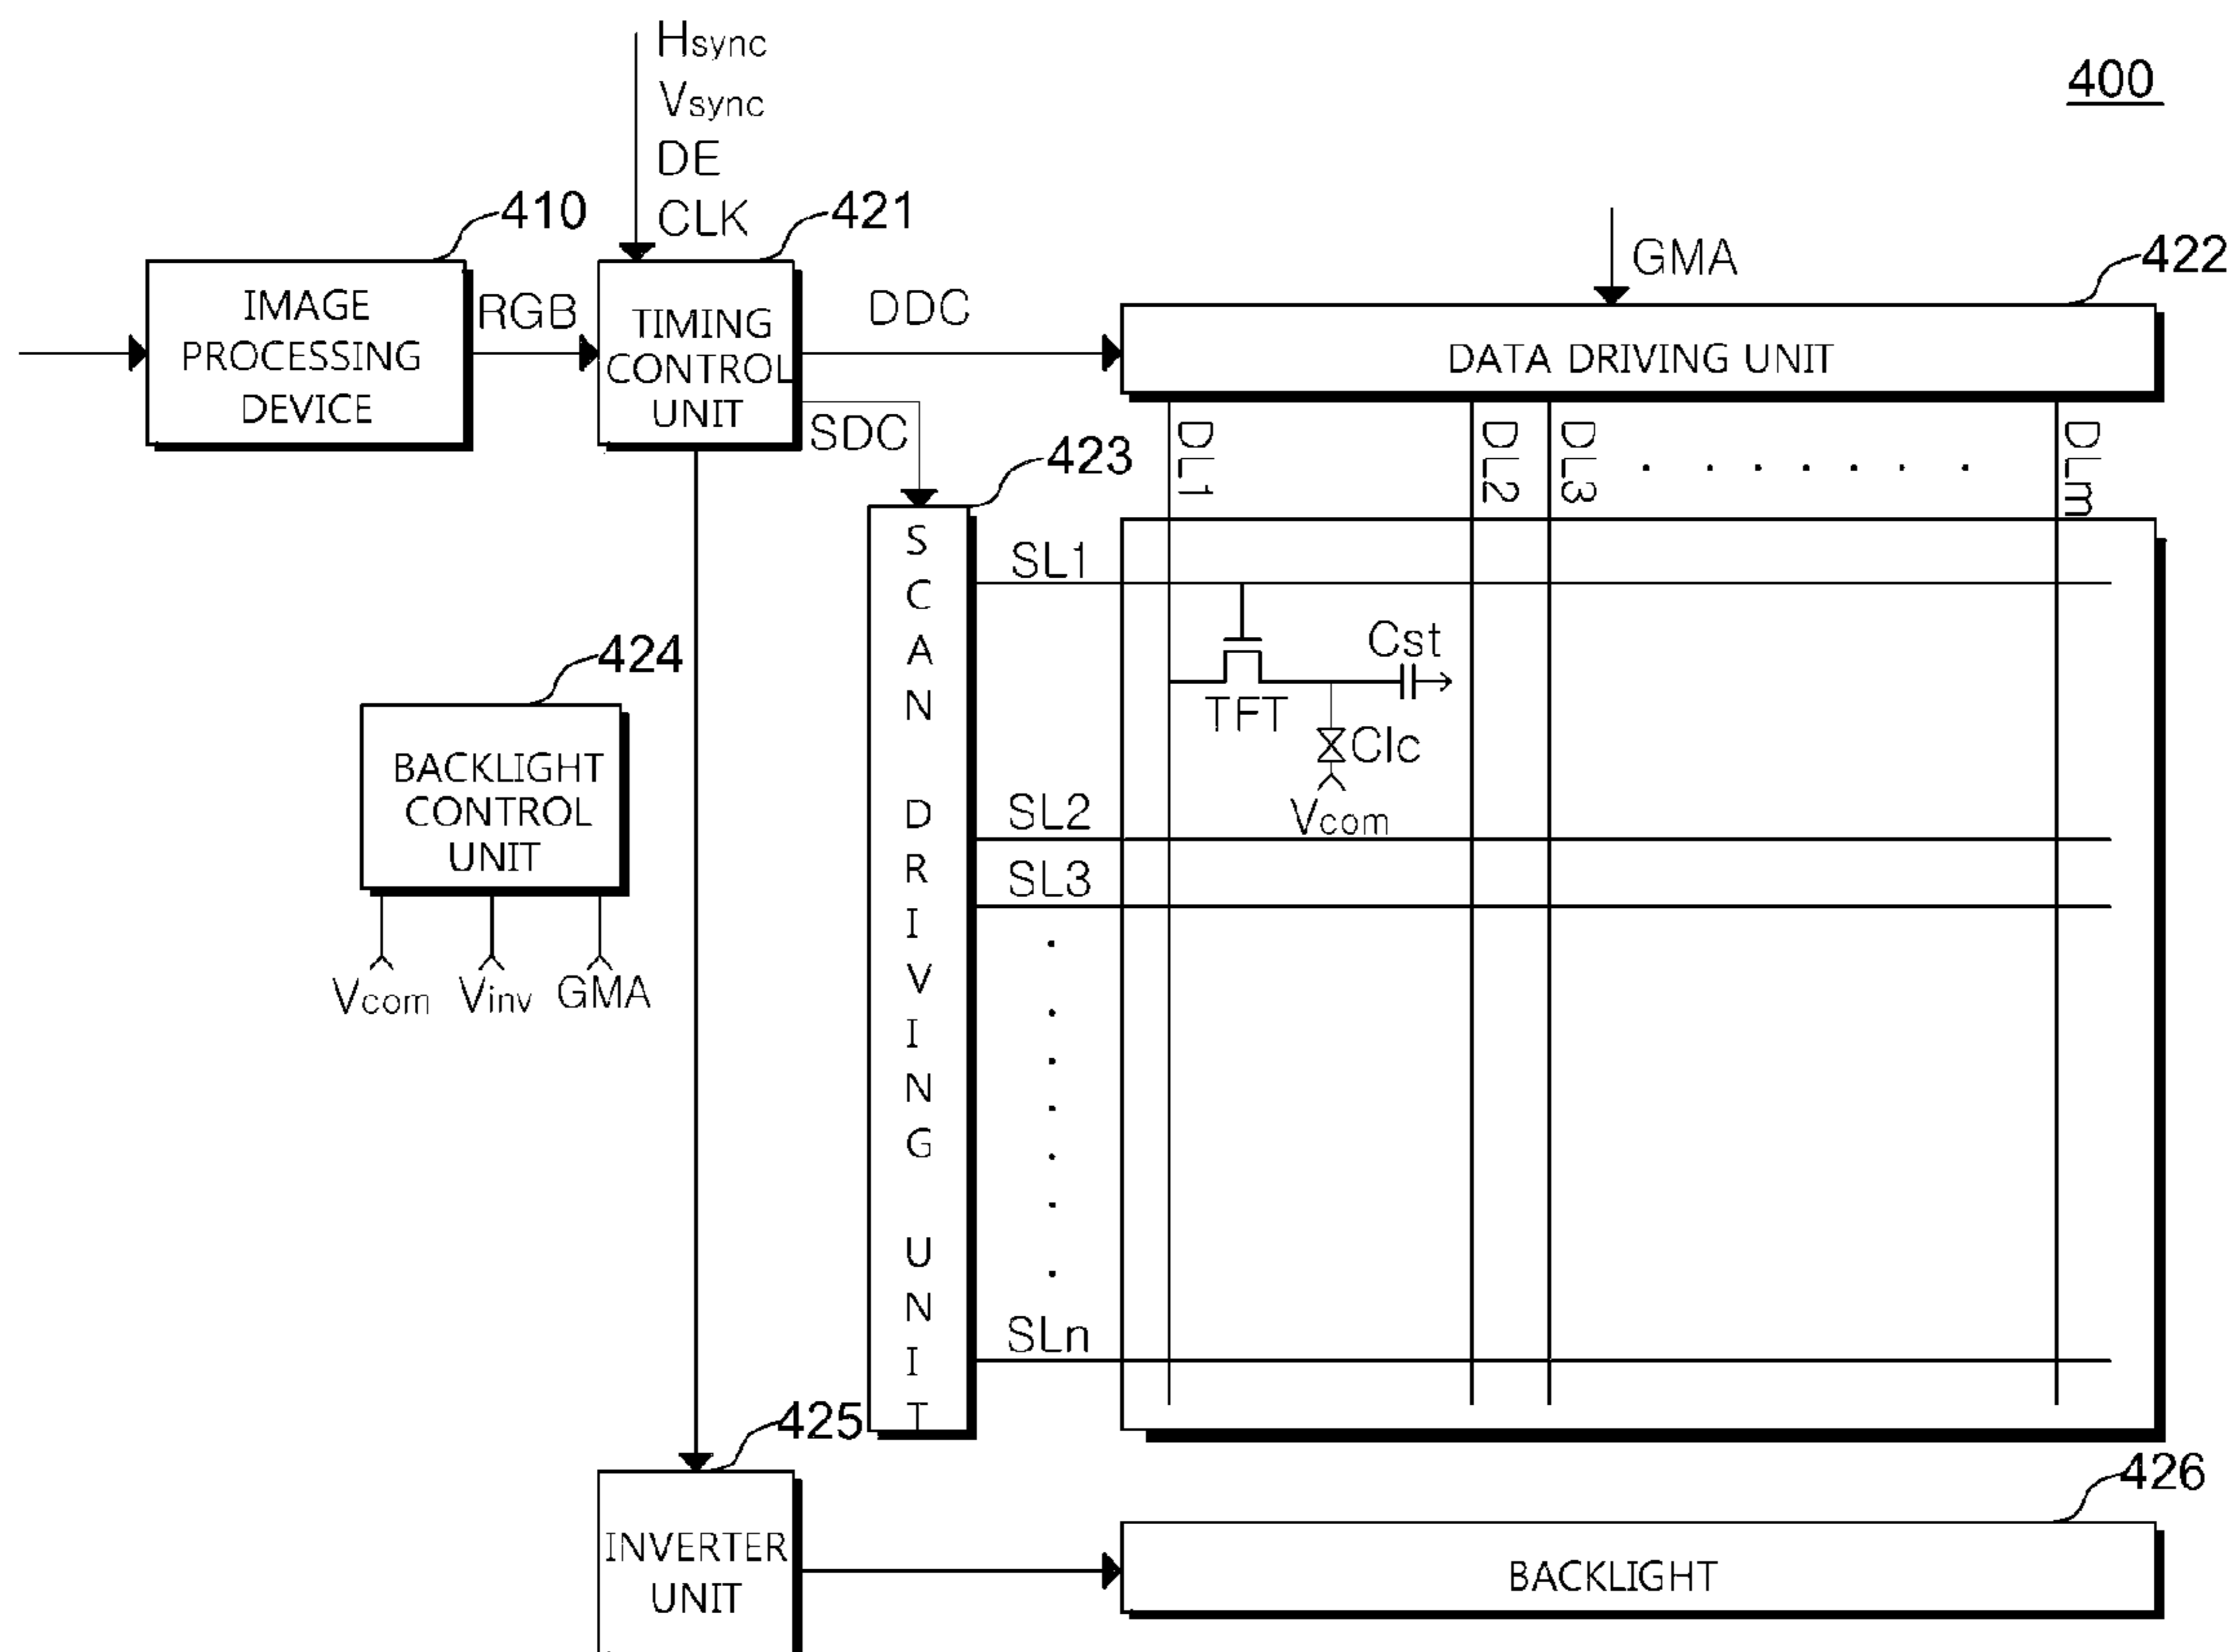 Hsync
Vsync
DE
CLK
400
410
421
GMA
422
IMAGE
PROCESSING
DEVICE
RGB
TIMING
CONTROL
UNIT
DDC
DATA DRIVING UNIT
SDC
423
DL1
DL2
DL3
. . . . . . .
DLm
SCAN DRIVING UNIT
SL1
TFT
Cst
Clc
Vcom
424
BACKLIGHT
CONTROL
UNIT
Vcom
Vinv
GMA
SL2
SL3
. . . . . . .
SLn
425
INVERTER
UNIT
426
BACKLIGHT